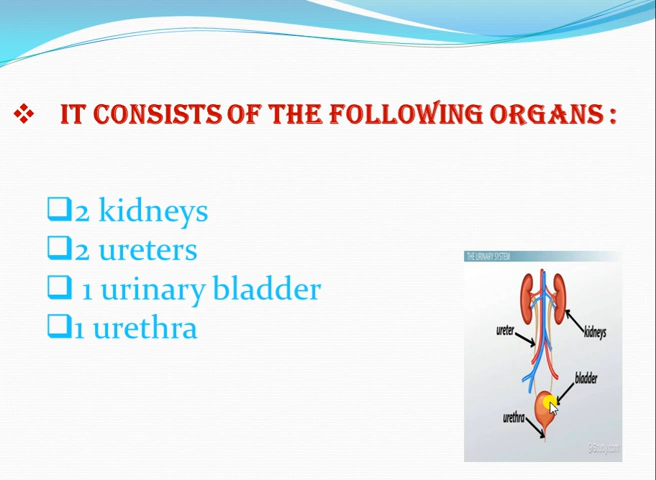 IT CONSISTS OF THE FOLLOWING ORGANS :
2 kidneys
2 ureters
1 urinary bladder
1 urethra
THE URINARY SYSTEM
ureter
kidneys
bladder
urethra